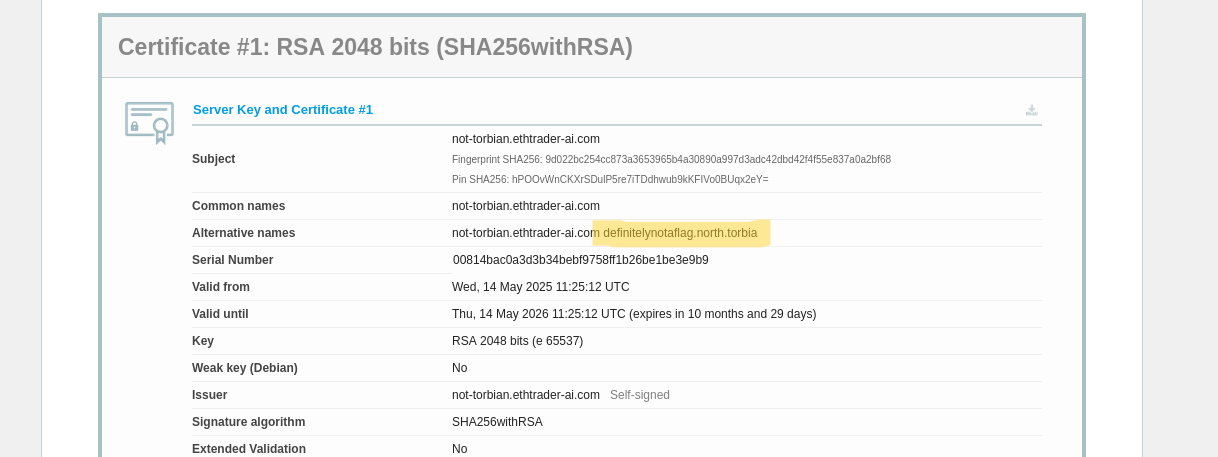 Certificate #1: RSA 2048 bits (SHA256withRSA)
Server Key and Certificate #1
Subject
not-torbian.ethtrader-ai.com
Fingerprint SHA256: 9d022bc254cc873a3653965b4a30890a997d3adc42dbd42f4f55e837a0a2bf68
Pin SHA256: hPOOvWnCKXrSDulP5re7iTDdhwub9kKFIVo0BUqx2eY=
Common names not-torbian.ethtrader-ai.com
Alternative names not-torbian.ethtrader-ai.com definitelynotaflag.north.torbia
Serial Number 00814bac0a3d3b34bebf9758ff1b26be1be3e9b9
Valid from Wed, 14 May 2025 11:25:12 UTC
Valid until Thu, 14 May 2026 11:25:12 UTC (expires in 10 months and 29 days)
Key RSA 2048 bits (e 65537)
Weak key (Debian) No
Issuer not-torbian.ethtrader-ai.com Self-signed
Signature algorithm SHA256withRSA
Extended Validation No